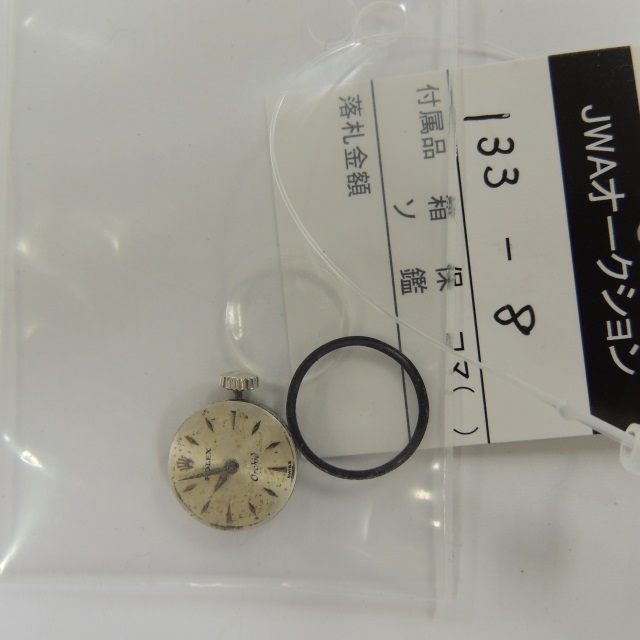 JWAオークション
133-8
付属品 箱 保 コマ( )
ソ 鑑
落札金額
ROLEX
Orchid